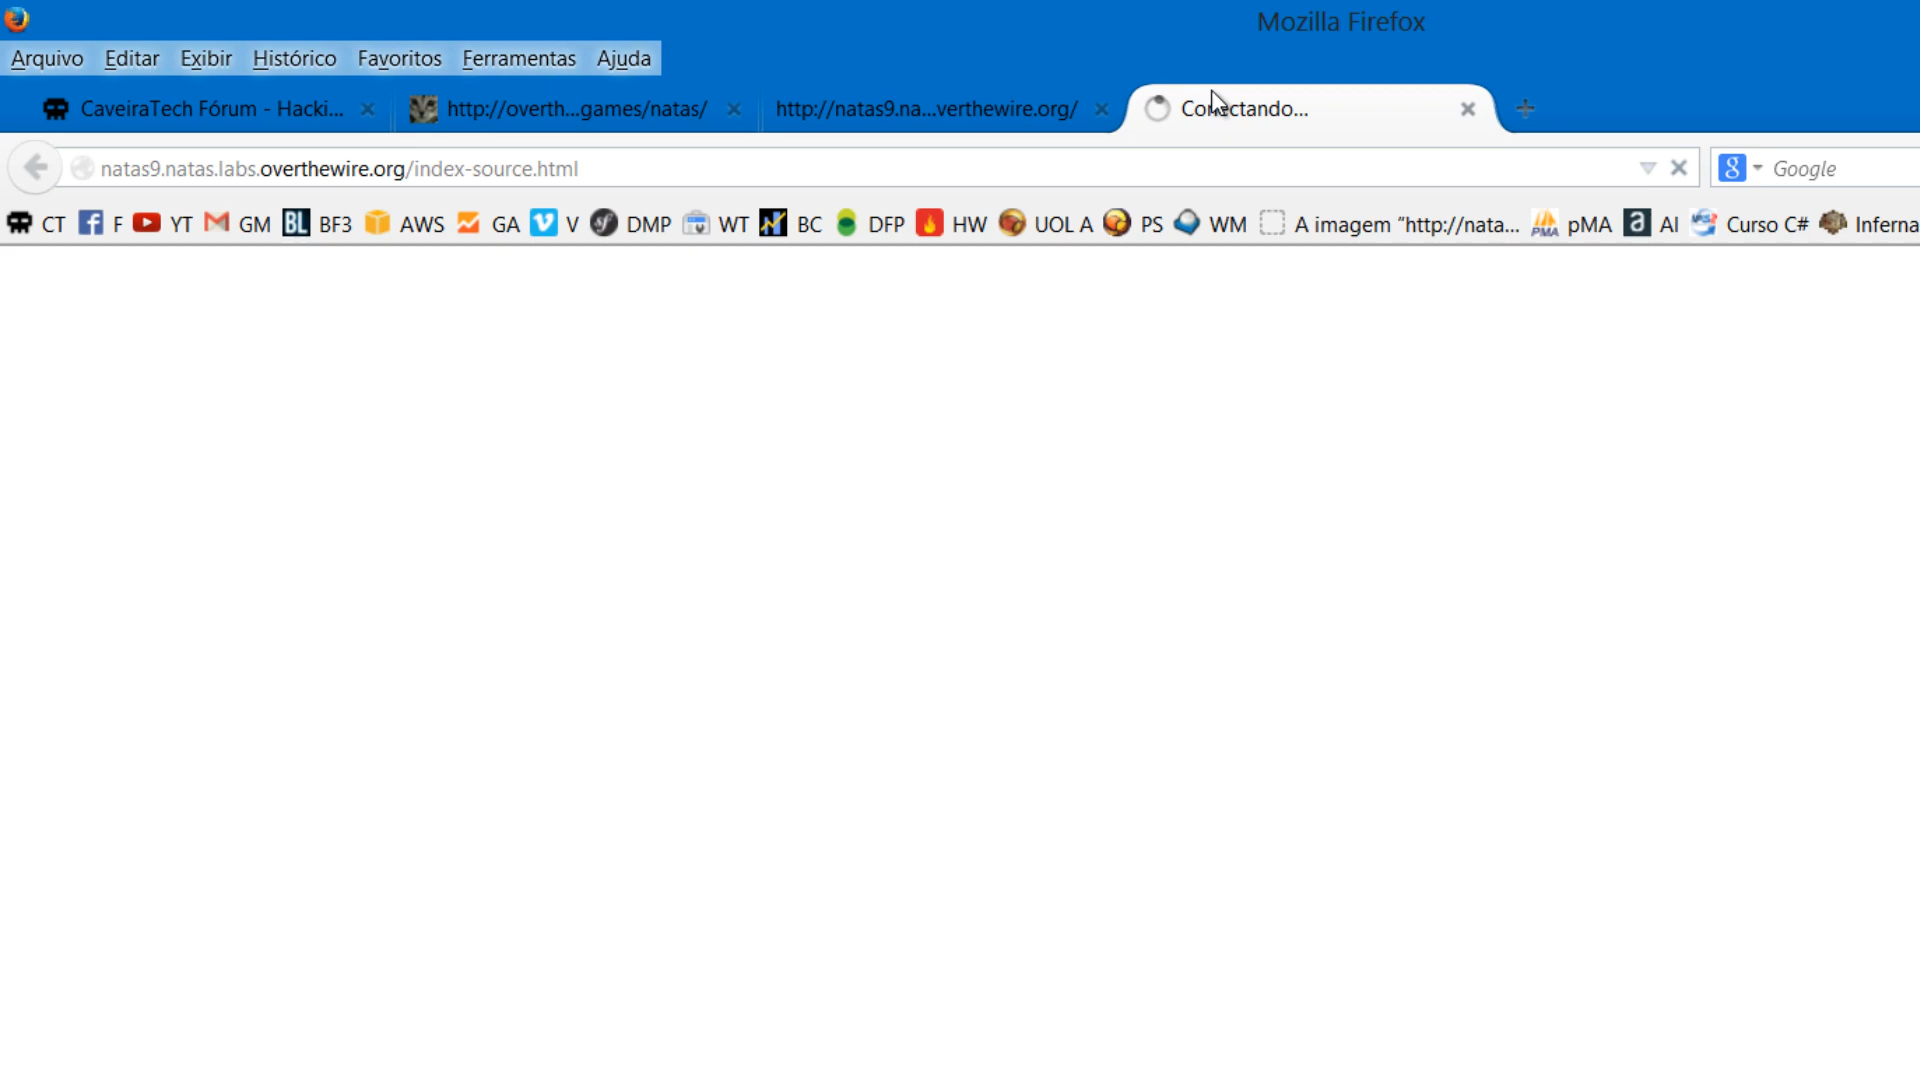 Mozilla Firefox
Arquivo Editar Exibir Histórico Favoritos Ferramentas Ajuda
CaveiraTech Fórum - Hacki... http://overth...games/natas/ http://natas9.na...verthewire.org/ Conectando...
natas9.natas.labs.overthewire.org/index-source.html Google
CT F YT GM BL BF3 AWS GA V DMP WT BC DFP HW UOL A PS WM A imagem "http://nata... PMA pMA a AI Curso C# Inferna